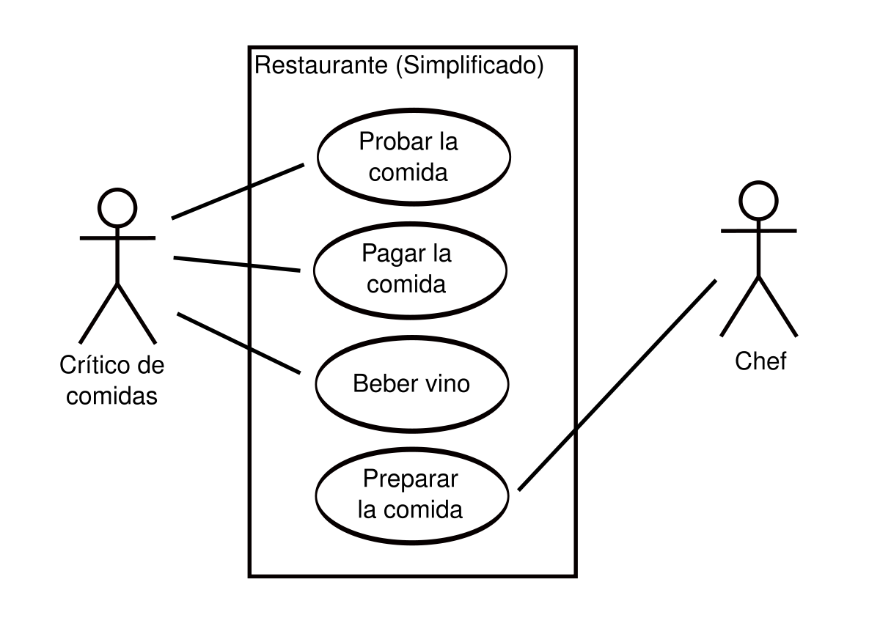 Restaurante (Simplificado)
Probar la
comida
Pagar la
comida
Beber vino
Preparar
la comida
Crítico de
comidas
Chef